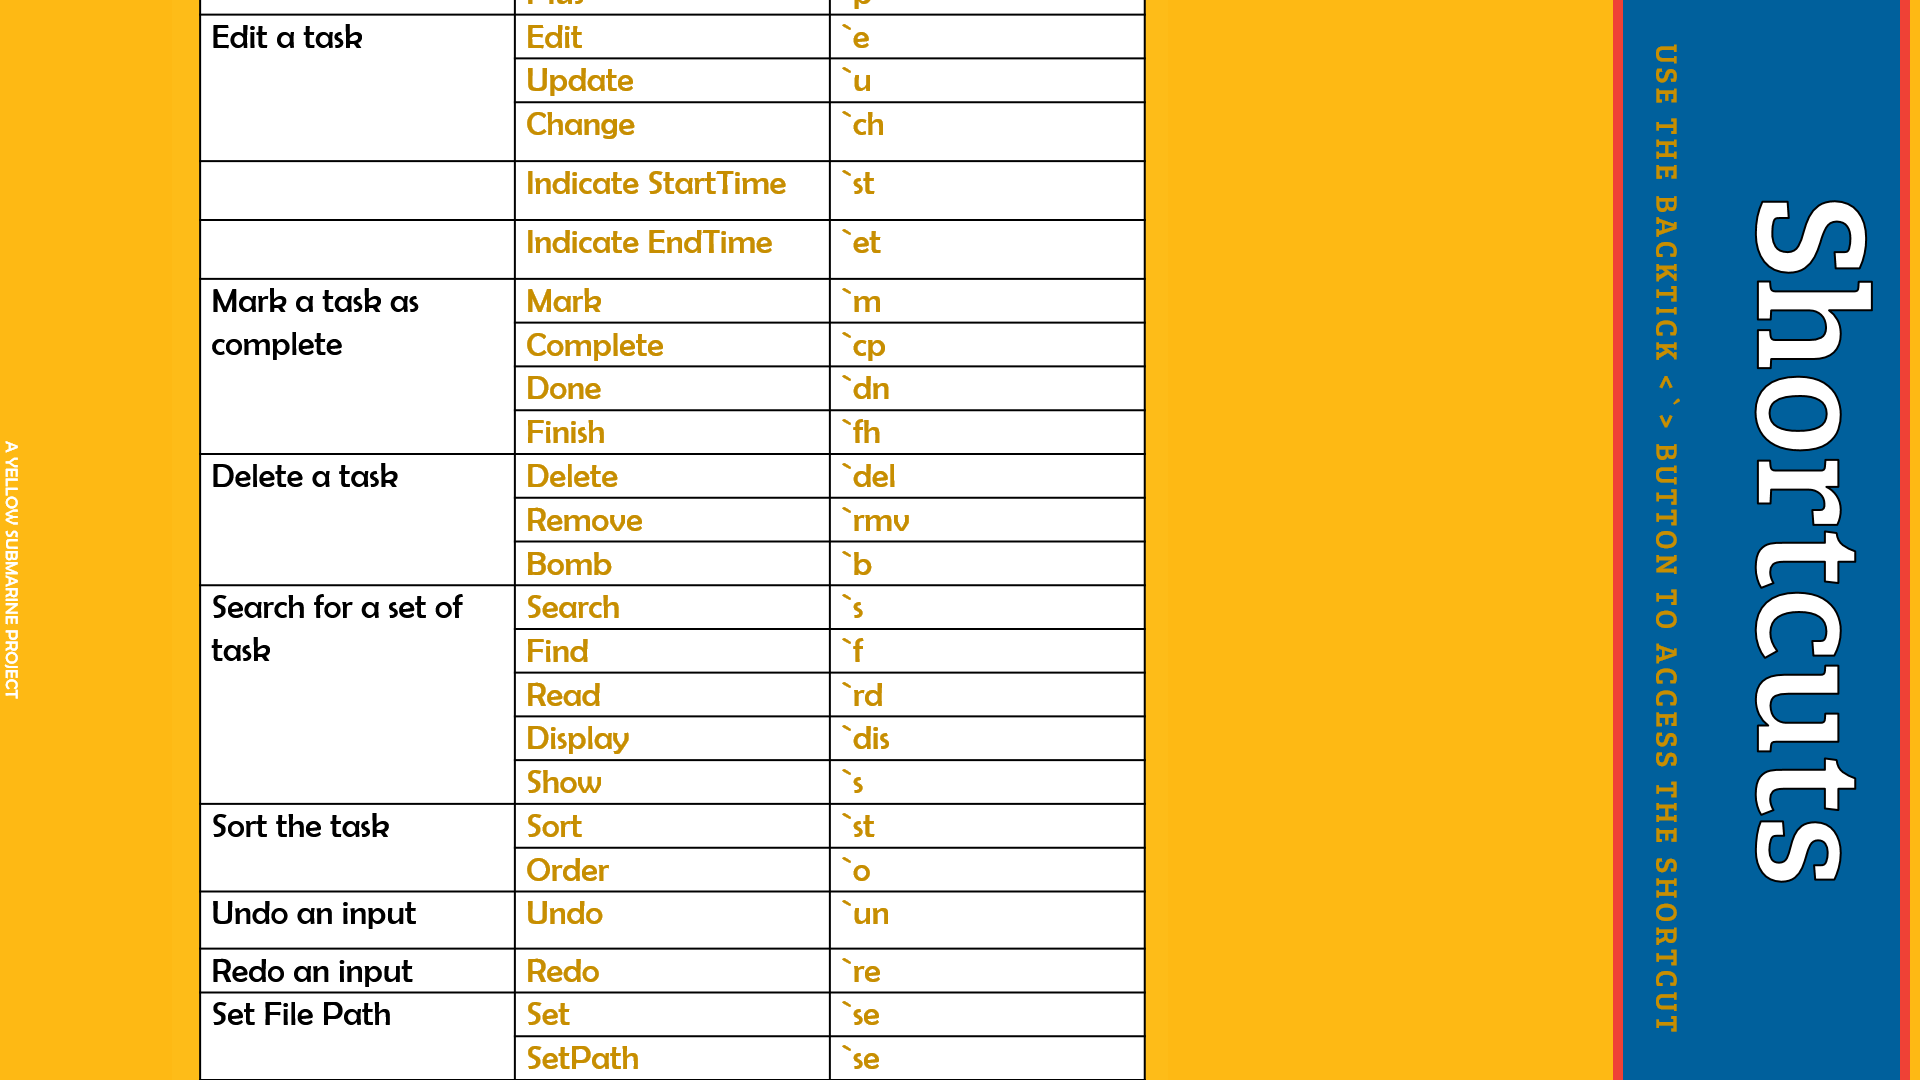 Plus `p
Edit a task Edit `e
Update `u
Change `ch
Indicate StartTime `st
Indicate EndTime `et
Mark a task as Mark `m
complete Complete `cp
Done `dn
Finish `fh
Delete a task Delete `del
Remove `rmv
Bomb `b
Search for a set of Search `s
task Find `f
Read `rd
Display `dis
Show `s
Sort the task Sort `st
Order `o
Undo an input Undo `un
Redo an input Redo `re
Set File Path Set `se
SetPath `se
Shortcuts
USE THE BACKTICK <`> BUTTON TO ACCESS THE SHORTCUT
A YELLOW SUBMARINE PROJECT